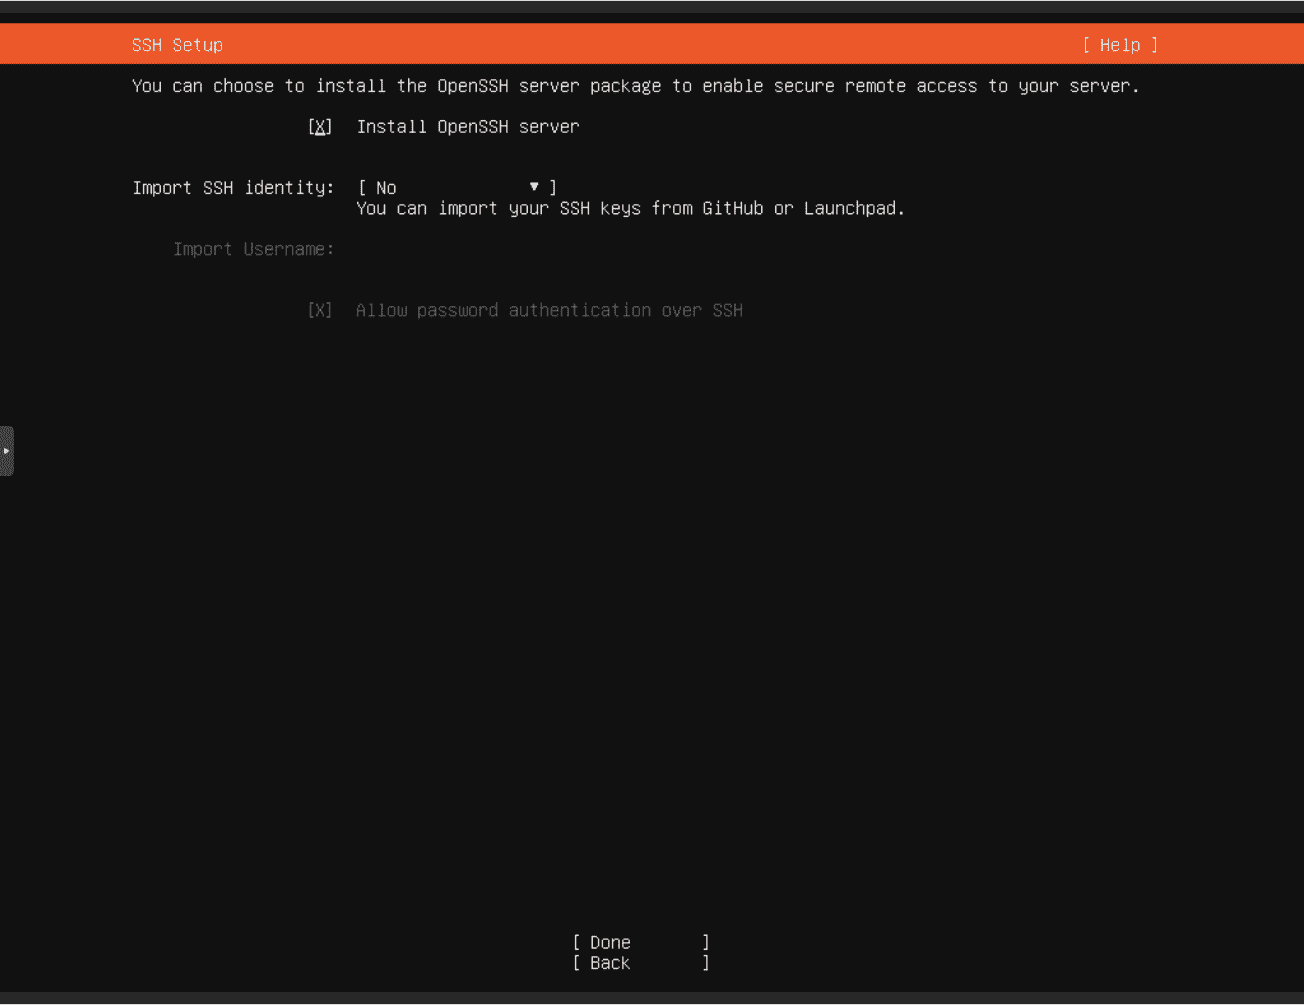 SSH Setup [ Help ]
You can choose to install the OpenSSH server package to enable secure remote access to your server.
[X] Install OpenSSH server
Import SSH identity: [ No ▼ ]
You can import your SSH keys from GitHub or Launchpad.
Import Username:
[X] Allow password authentication over SSH
[ Done ]
[ Back ]